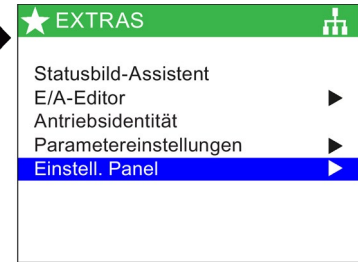 EXTRAS
Statusbild-Assistent
E/A-Editor
Antriebsidentität
Parametereinstellungen
Einstell. Panel